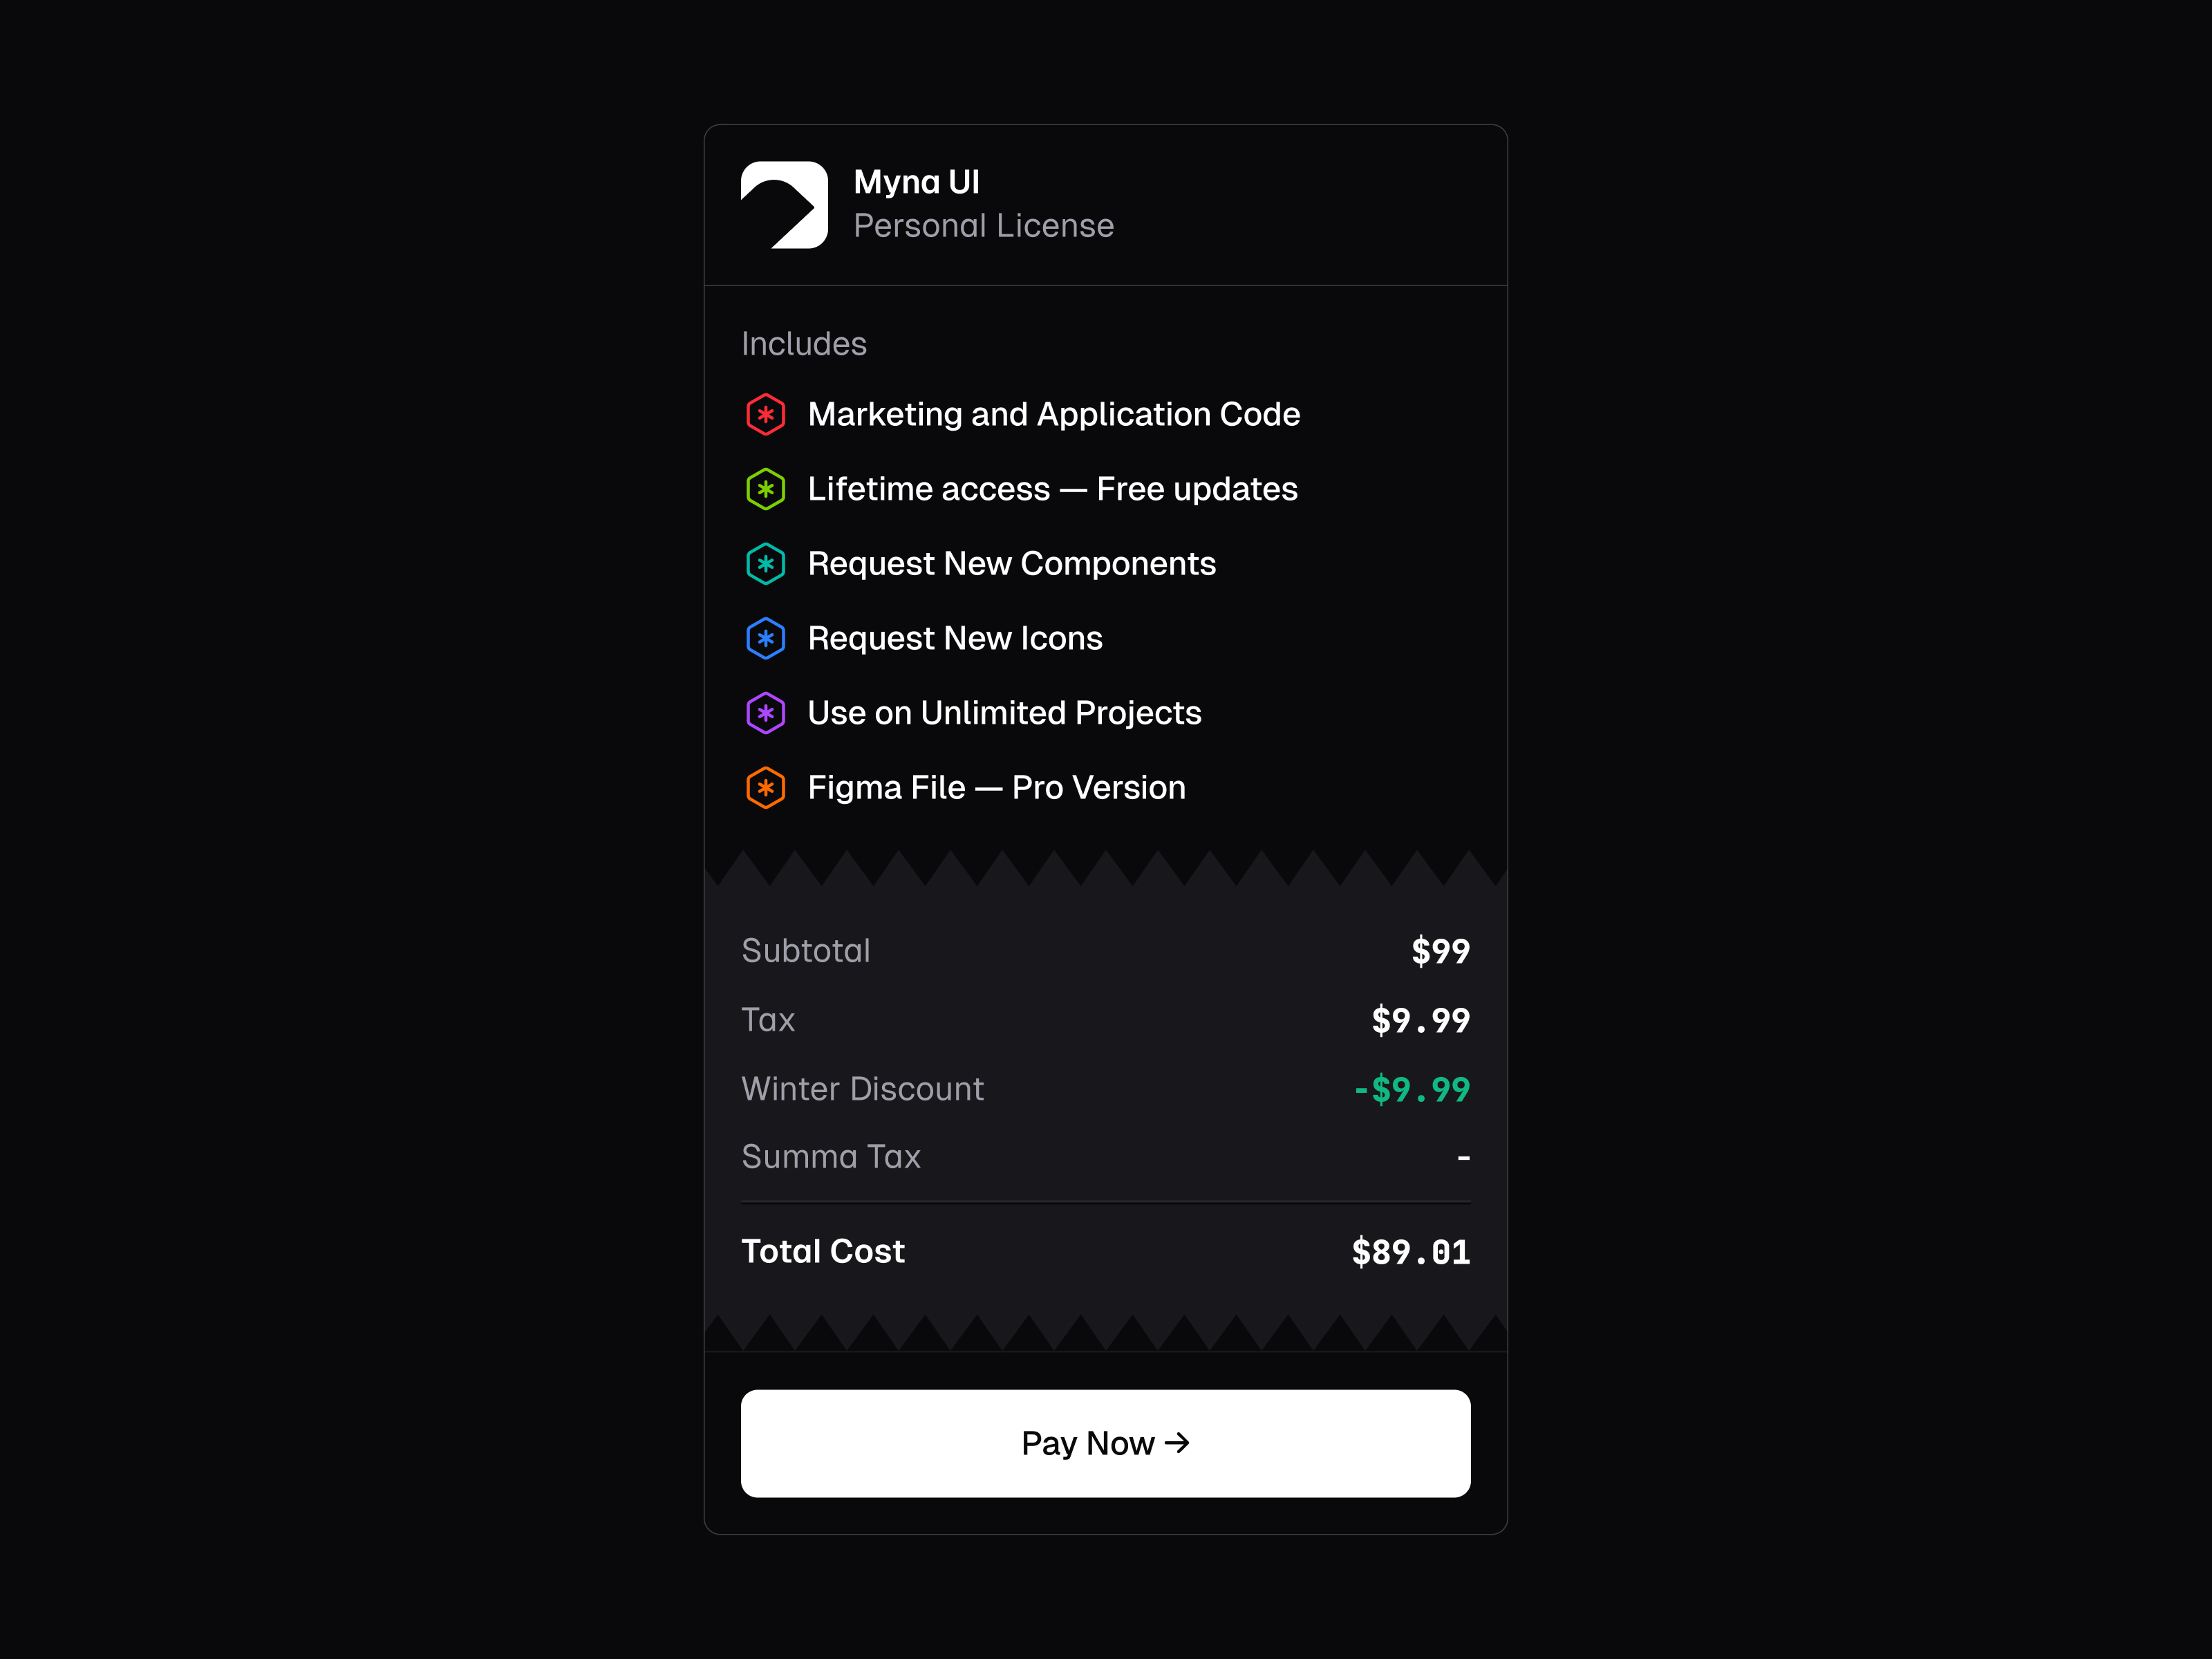 Myna UI
Personal License
Includes
Marketing and Application Code
Lifetime access — Free updates
Request New Components
Request New Icons
Use on Unlimited Projects
Figma File — Pro Version
Subtotal $99
Tax $9.99
Winter Discount -$9.99
Summa Tax -
Total Cost $89.01
Pay Now →